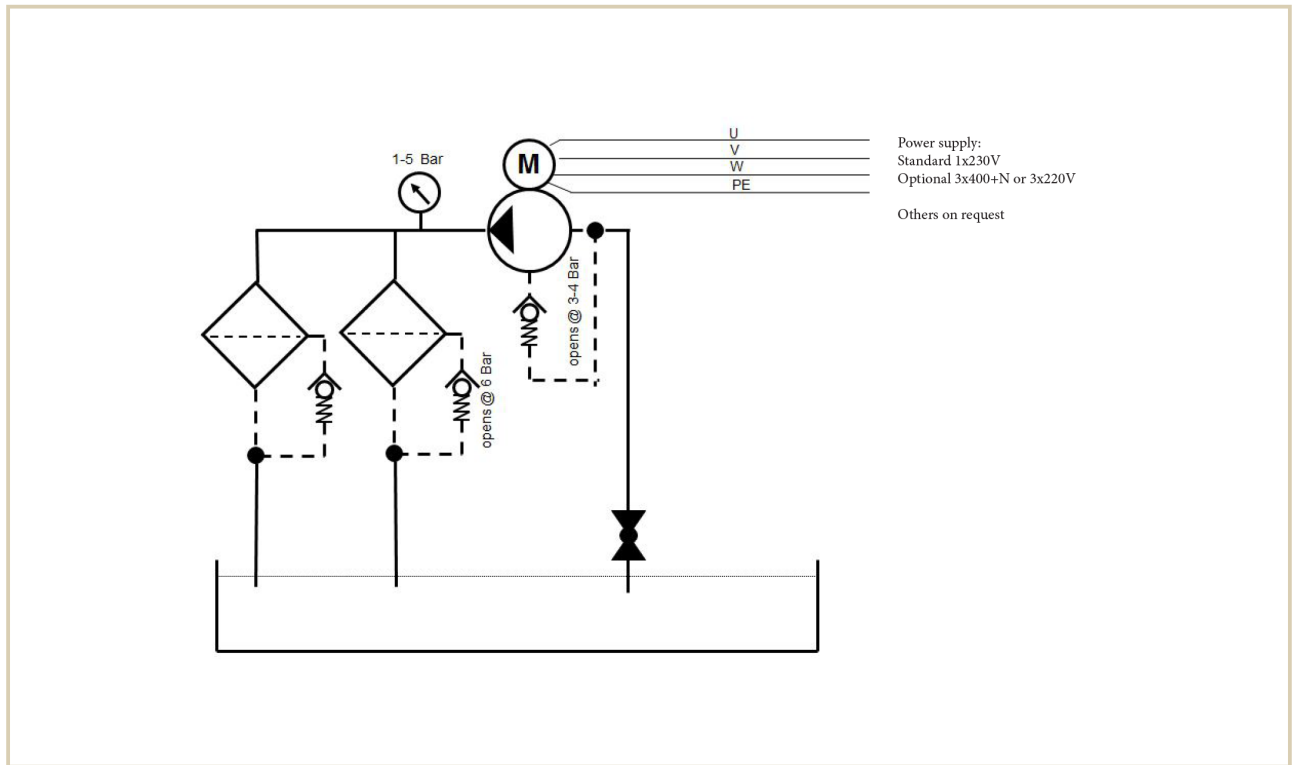 U
V
W
PE
Power supply:
Standard 1x230V
Optional 3x400+N or 3x220V
Others on request
1-5 Bar
M
opens @ 3-4 Bar
opens @ 6 Bar